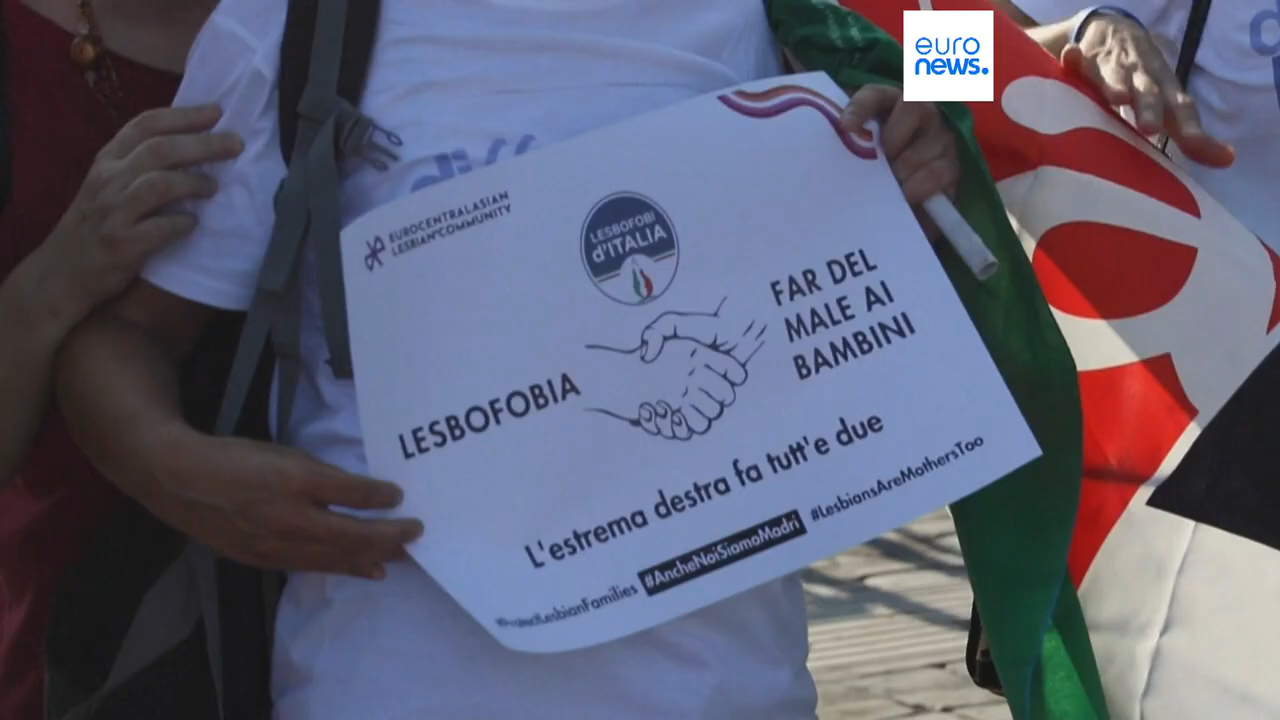 euro
news.
EUROCENTRALASIAN
LESBIAN*COMMUNITY
LESBOFOBI
d'ITALIA
FAR DEL
MALE AI
BAMBINI
LESBOFOBIA
L'estrema destra fa tutt'e due
#AncheNoiSiamoMadri #LesbiansAreMothersToo